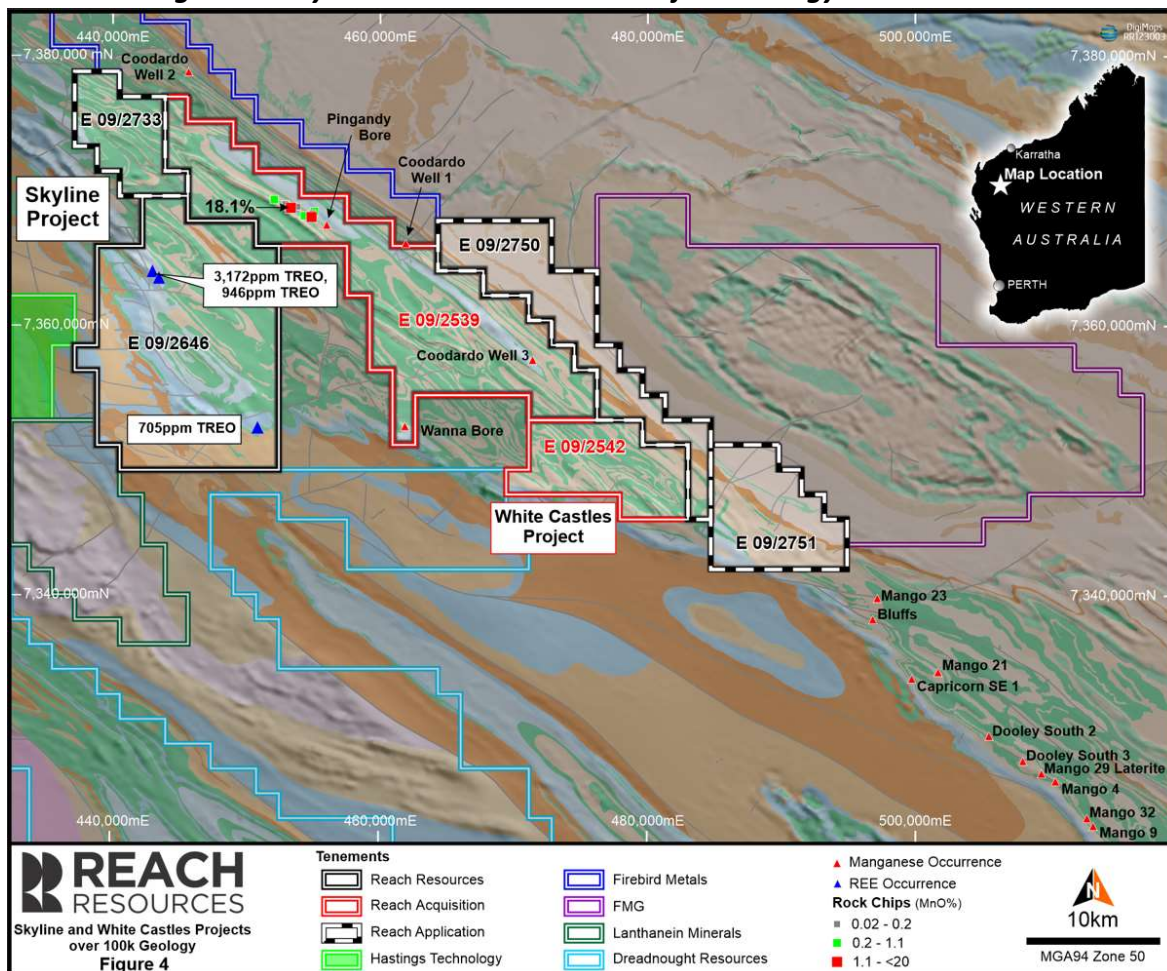 440,000mE
460,000mE
480,000mE
500,000mE
DigiMaps
RR123003
7,380,000mN
7,380,000mN
Coodardo
Well 2
E 09/2733
Pingandy
Bore
Coodardo
Well 1
Karratha
Map Location
WESTERN
AUSTRALIA
PERTH
Skyline
Project
18.1%
E 09/2750
3,172ppm TREO,
946ppm TREO
7,360,000mN
E 09/2539
7,360,000mN
E 09/2646
Coodardo Well 3
705ppm TREO
Wanna Bore
E 09/2542
White Castles
Project
E 09/2751
7,340,000mN
7,340,000mN
Mango 23
Bluffs
Mango 21
Capricorn SE 1
Dooley South 2
Dooley South 3
Mango 29 Laterite
Mango 4
Mango 32
Mango 9
440,000mE
460,000mE
480,000mE
500,000mE
REACH
RESOURCES
Skyline and White Castles Projects
over 100k Geology
Figure 4
Tenements
Reach Resources
Reach Acquisition
Reach Application
Hastings Technology
Firebird Metals
FMG
Lanthanein Minerals
Dreadnought Resources
Manganese Occurrence
REE Occurrence
Rock Chips (MnO%)
0.02 - 0.2
0.2 - 1.1
1.1 - <20
N
10km
MGA94 Zone 50